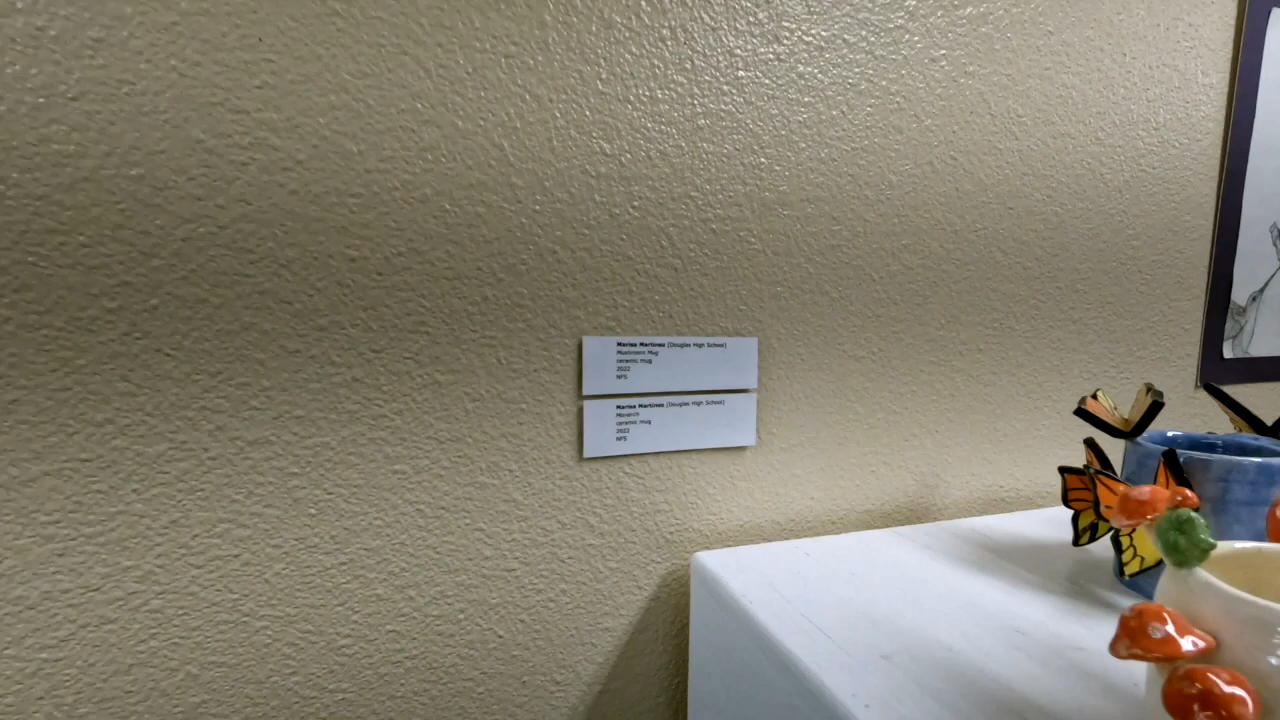 Marisa Martinez [Douglas High School]
Mushroom Mug
ceramic mug
2022
NFS
Marisa Martinez [Douglas High School]
Monarch
ceramic mug
2022
NFS